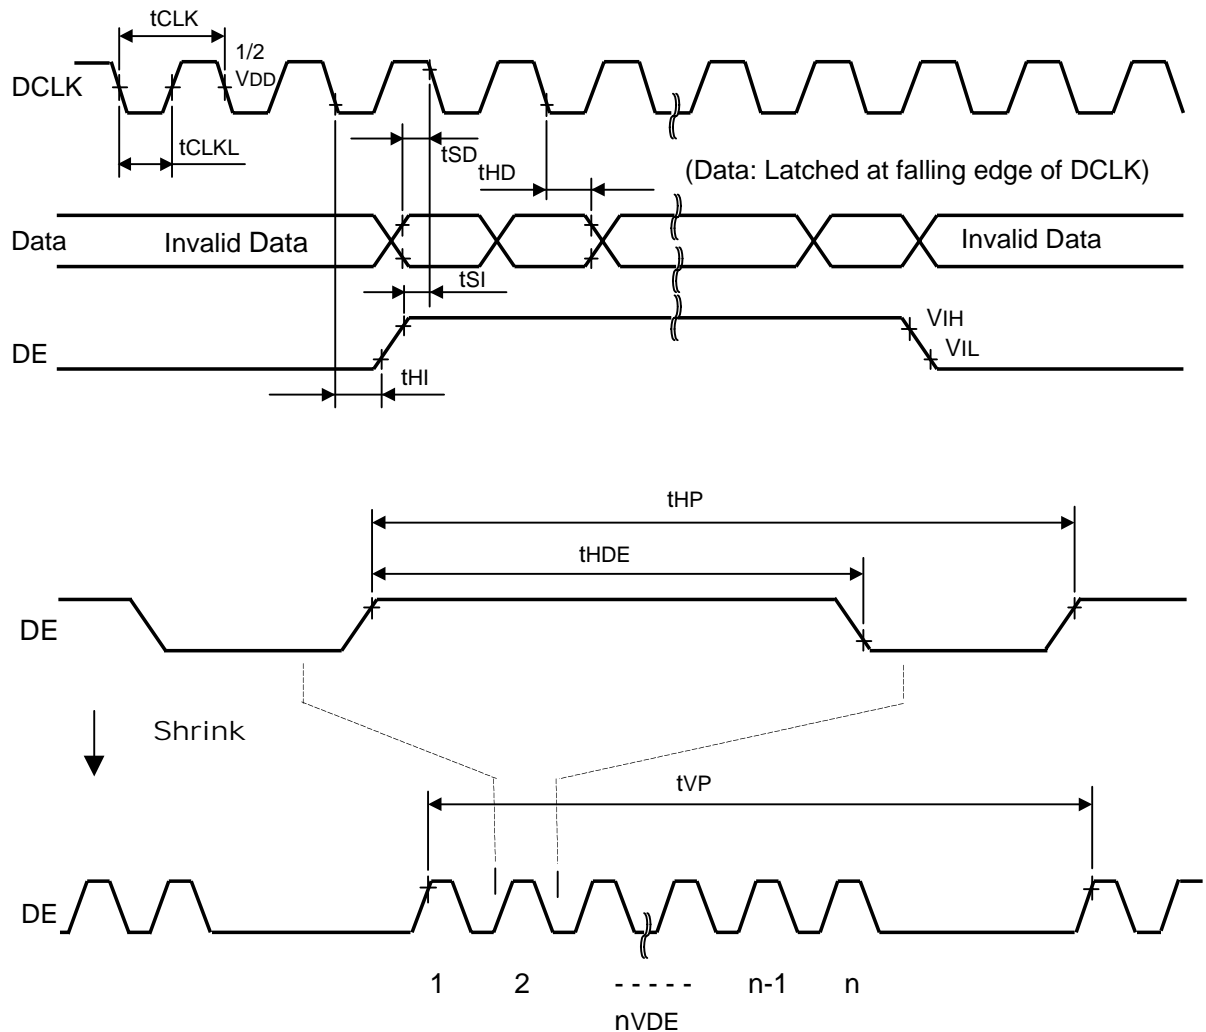 tCLK
1/2
VDD
DCLK
tCLKL
tSD
tHD
(Data: Latched at falling edge of DCLK)
Data
Invalid Data
Invalid Data
tSI
VIH
DE
VIL
tHI
tHP
tHDE
DE
Shrink
tVP
DE
1 2 - - - - - n-1 n
nVDE